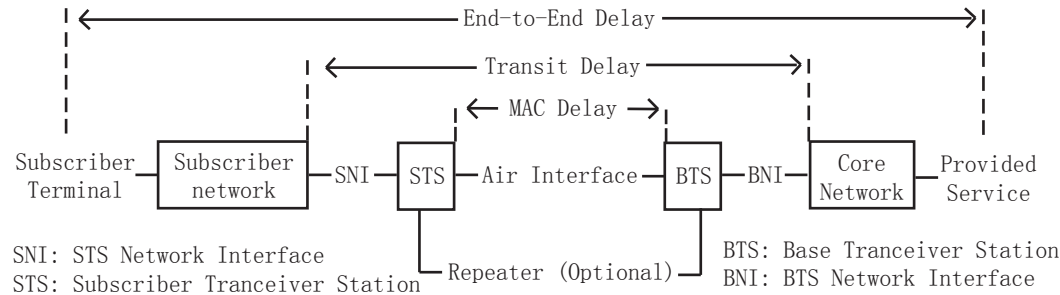 End-to-End Delay
Transit Delay
MAC Delay
Subscriber
Terminal
Subscriber
network
SNI
STS
Air Interface
BTS
BNI
Core
Network
Provided
Service
Repeater (Optional)
SNI: STS Network Interface
STS: Subscriber Tranceiver Station
BTS: Base Tranceiver Station
BNI: BTS Network Interface